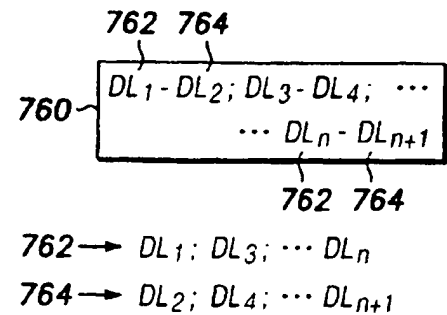 762 764
760 DL₁ - DL₂; DL₃ - DL₄; ···
··· DLₙ - DLₙ₊₁
762 764
762 → DL₁; DL₃; ··· DLₙ
764 → DL₂; DL₄; ··· DLₙ₊₁